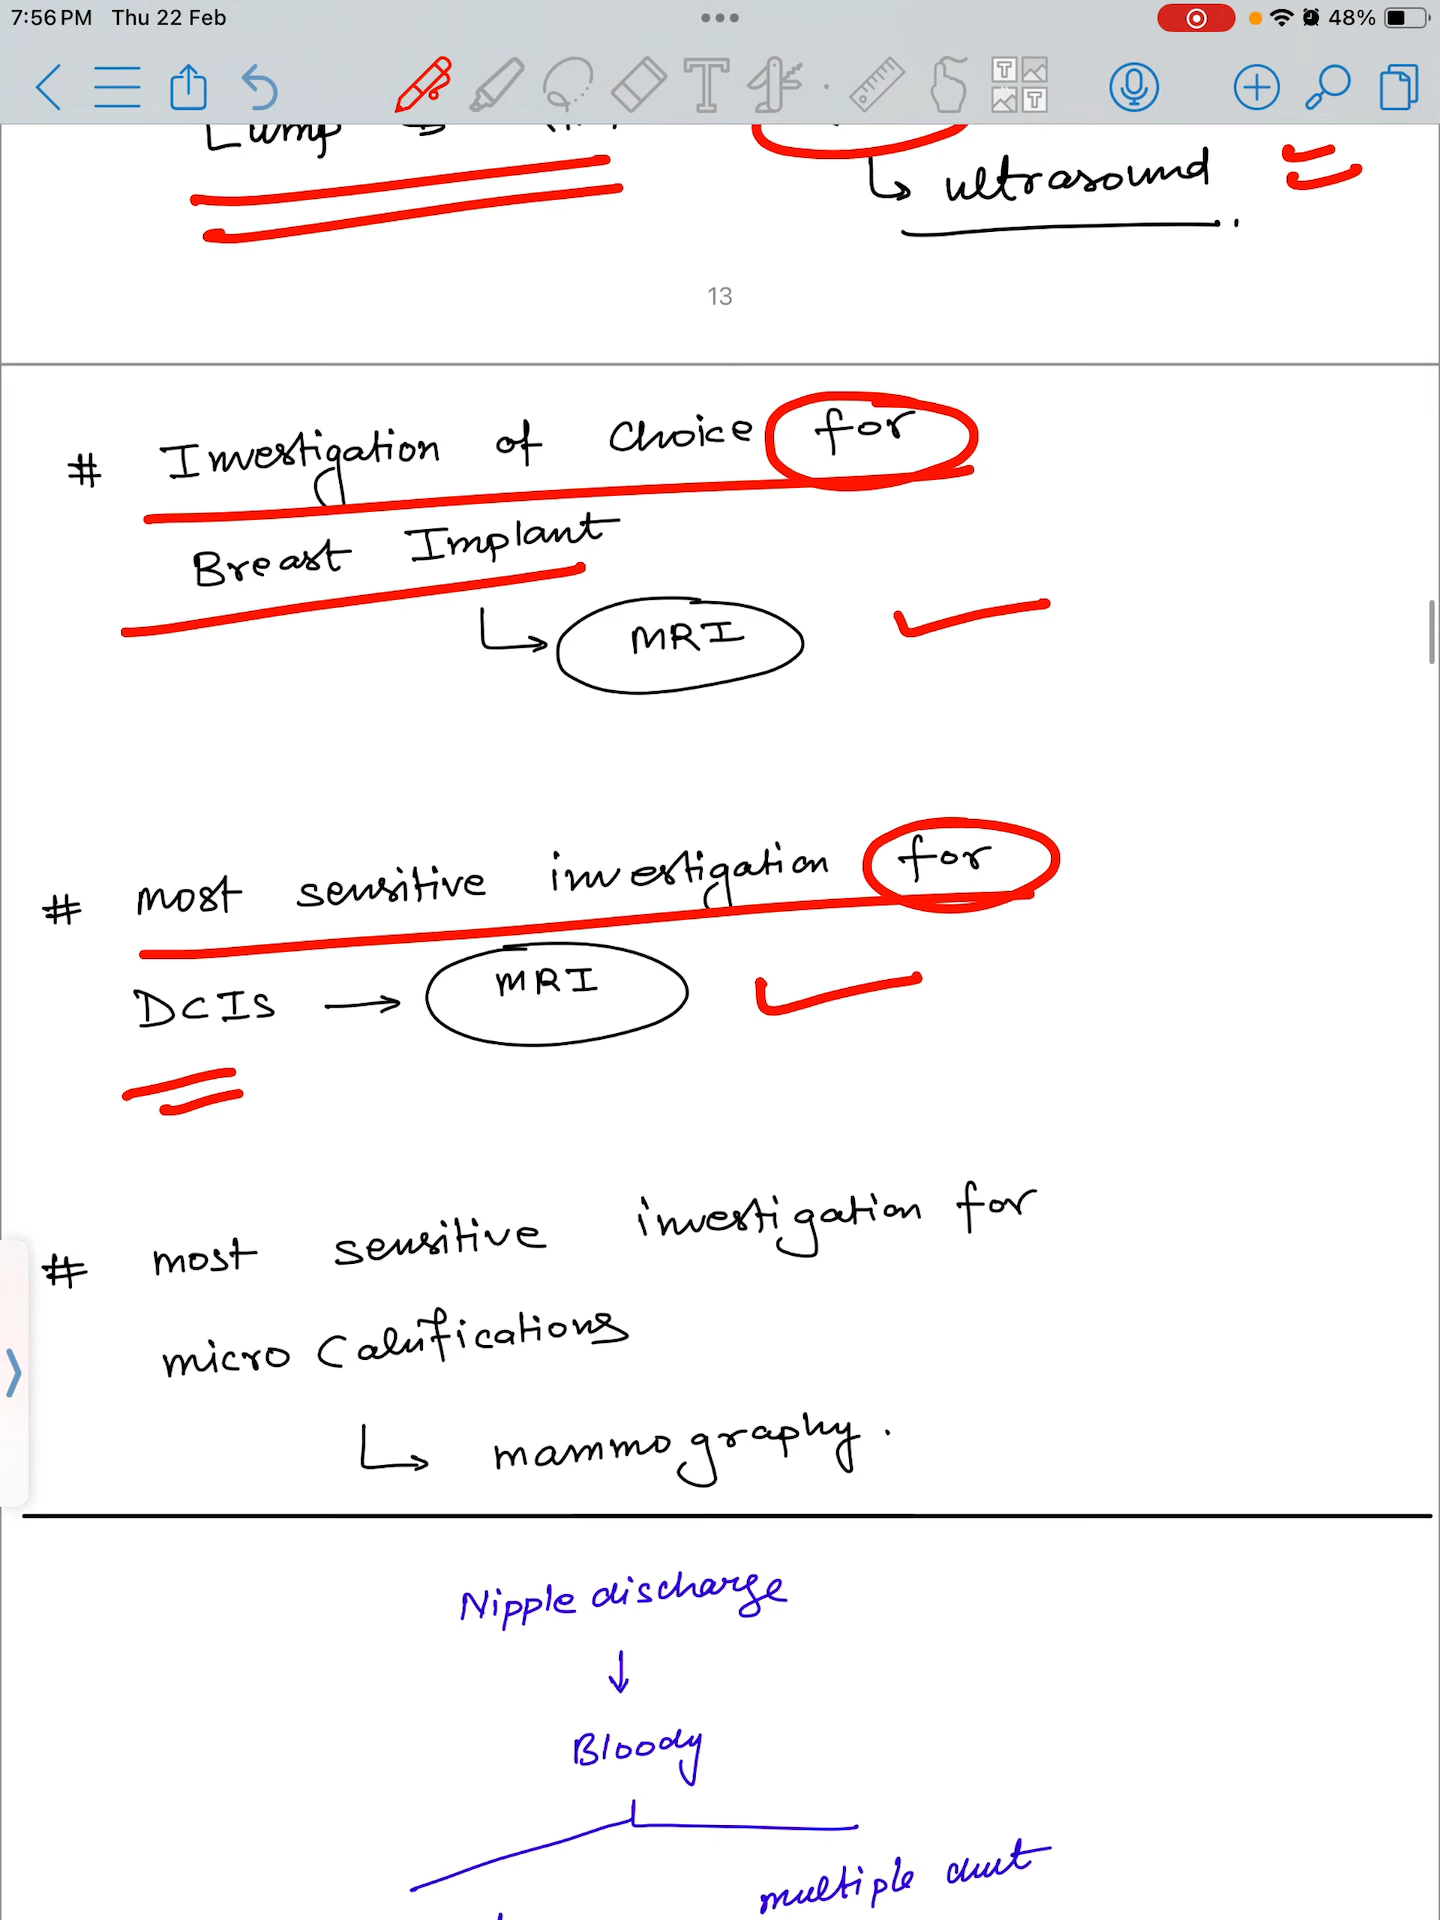 7:56 PM Thu 22 Feb
48%
Lump
↳ ultrasound
13
# Investigation of choice for
Breast Implant
↳ MRI
# most sensitive investigation for
DCIS → MRI
# most sensitive investigation for
micro Calcifications
↳ mammography.
Nipple discharge
↓
Bloody
multiple duct